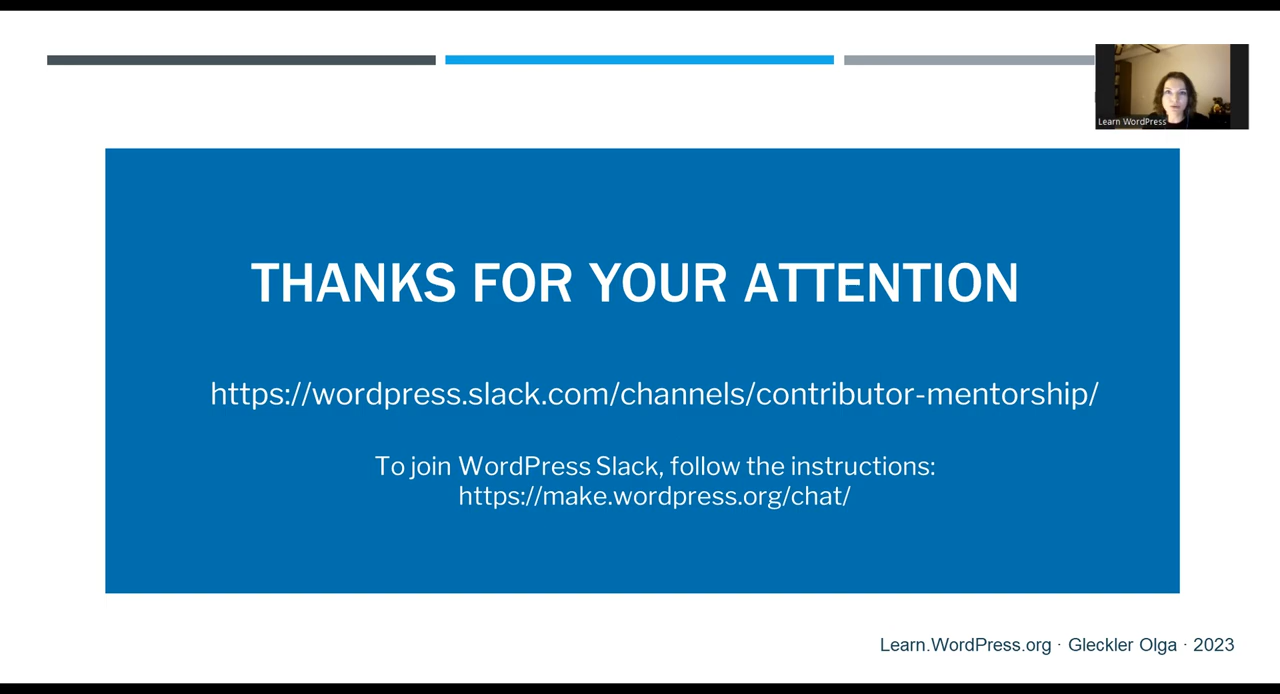 Learn WordPress
THANKS FOR YOUR ATTENTION
https://wordpress.slack.com/channels/contributor-mentorship/
To join WordPress Slack, follow the instructions:
https://make.wordpress.org/chat/
Learn.WordPress.org · Gleckler Olga · 2023